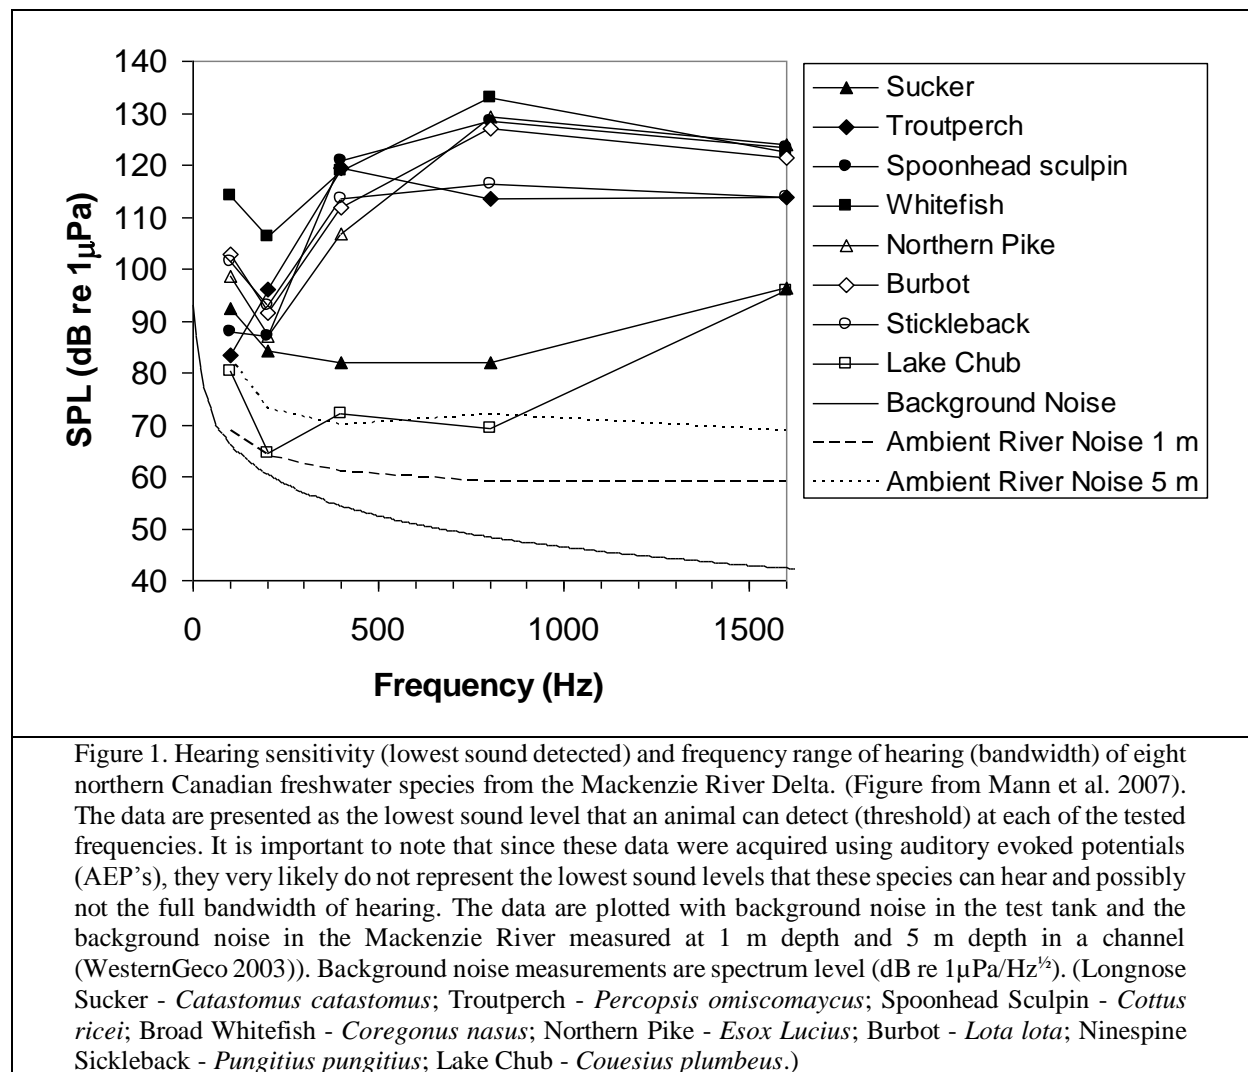 140
130
120
110
100
90
80
70
60
50
40
SPL (dB re 1µPa)
0
500
1000
1500
Frequency (Hz)
Sucker
Troutperch
Spoonhead sculpin
Whitefish
Northern Pike
Burbot
Stickleback
Lake Chub
Background Noise
Ambient River Noise 1 m
Ambient River Noise 5 m
Figure 1. Hearing sensitivity (lowest sound detected) and frequency range of hearing (bandwidth) of eight
northern Canadian freshwater species from the Mackenzie River Delta. (Figure from Mann et al. 2007).
The data are presented as the lowest sound level that an animal can detect (threshold) at each of the tested
frequencies. It is important to note that since these data were acquired using auditory evoked potentials
(AEP’s), they very likely do not represent the lowest sound levels that these species can hear and possibly
not the full bandwidth of hearing. The data are plotted with background noise in the test tank and the
background noise in the Mackenzie River measured at 1 m depth and 5 m depth in a channel
(WesternGeco 2003)). Background noise measurements are spectrum level (dB re 1µPa/Hz^½). (Longnose
Sucker - Catastomus catastomus; Troutperch - Percopsis omiscomaycus; Spoonhead Sculpin - Cottus
ricei; Broad Whitefish - Coregonus nasus; Northern Pike - Esox Lucius; Burbot - Lota lota; Ninespine
Sickleback - Pungitius pungitius; Lake Chub - Couesius plumbeus.)